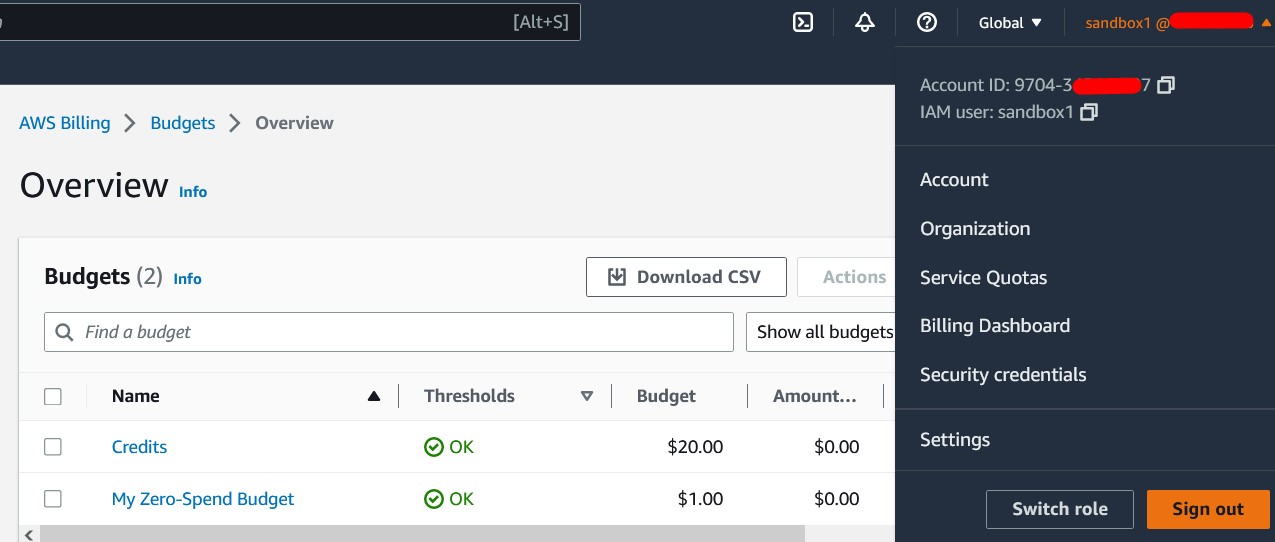 [Alt+S]
Global
sandbox1 @
Account ID: 9704-3
7
IAM user: sandbox1
AWS Billing
Budgets
Overview
Overview
Info
Budgets (2)
Info
Download CSV
Actions
Find a budget
Show all budgets
Name
Thresholds
Budget
Amount...
Credits
OK
$20.00
$0.00
My Zero-Spend Budget
OK
$1.00
$0.00
Account
Organization
Service Quotas
Billing Dashboard
Security credentials
Settings
Switch role
Sign out